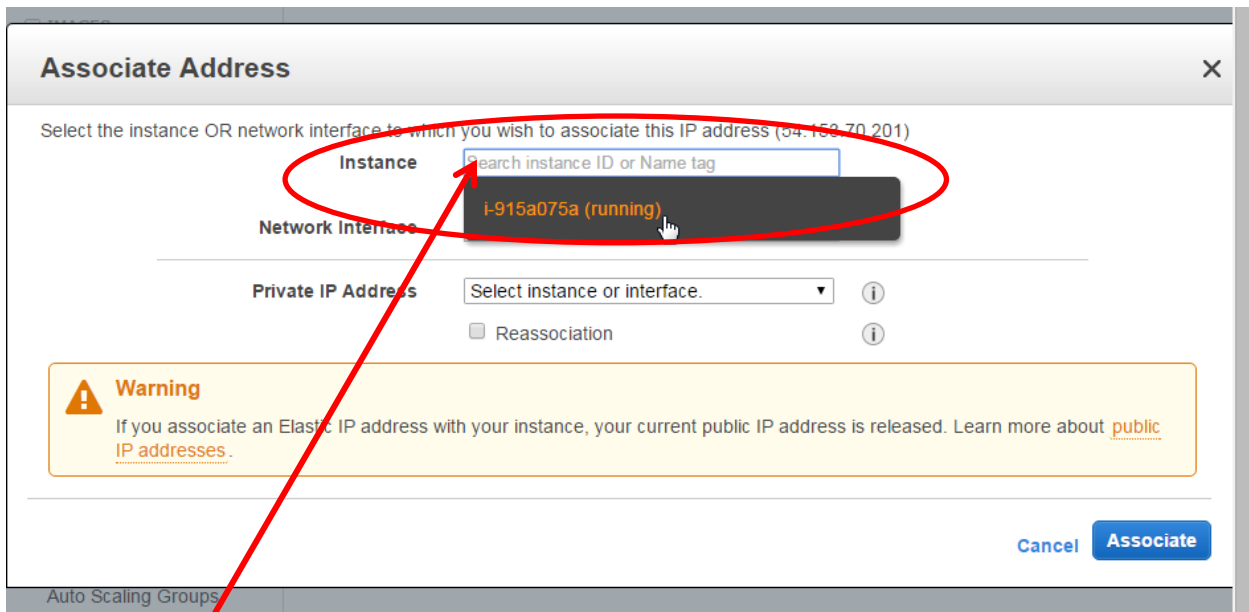 Associate Address
Select the instance OR network interface to which you wish to associate this IP address (54.153.70.201)
Instance
Search instance ID or Name tag
i-915a075a (running)
Network Interface
Private IP Address
Select instance or interface.
Reassociation
Warning
If you associate an Elastic IP address with your instance, your current public IP address is released. Learn more about public
IP addresses.
Cancel
Associate
Auto Scaling Groups